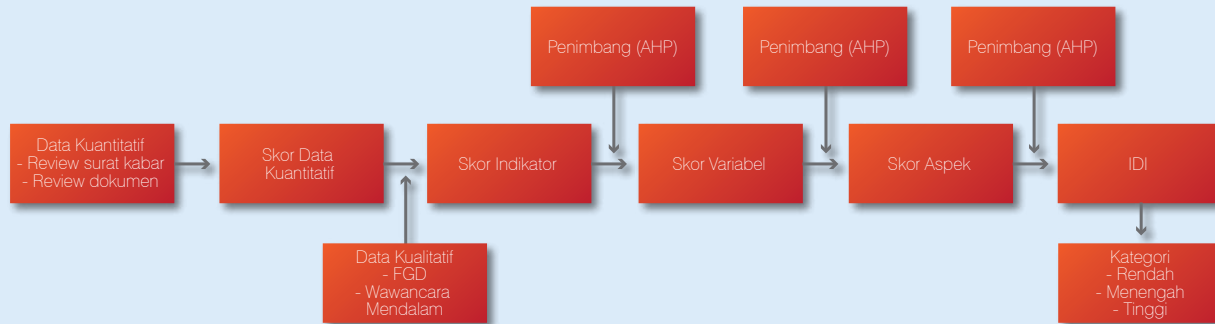 Penimbang (AHP)
Penimbang (AHP)
Penimbang (AHP)
Data Kuantitatif
- Review surat kabar
- Review dokumen
Skor Data
Kuantitatif
Skor Indikator
Skor Variabel
Skor Aspek
IDI
Data Kualitatif
- FGD
- Wawancara
Mendalam
Kategori
- Rendah
- Menengah
- Tinggi